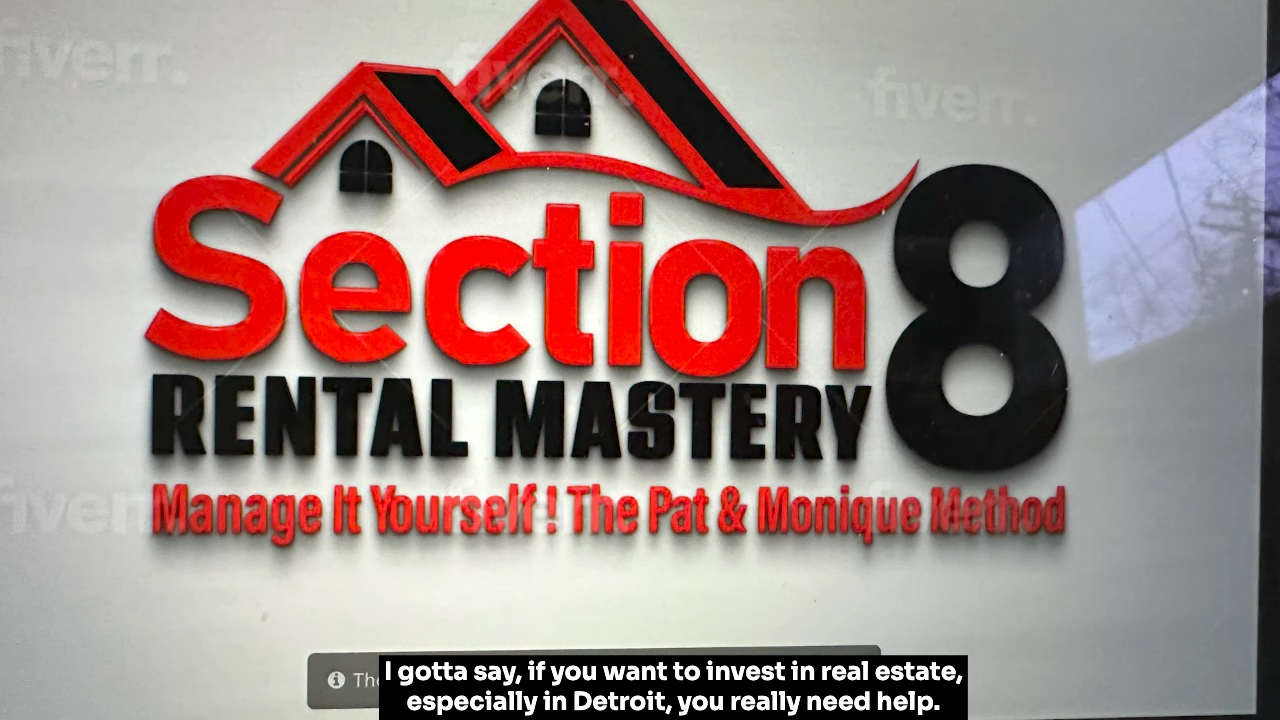 fiverr.
fiverr.
fiverr.
Section 8
RENTAL MASTERY
Manage It Yourself! The Pat & Monique Method
fiverr
I gotta say, if you want to invest in real estate,
especially in Detroit, you really need help.